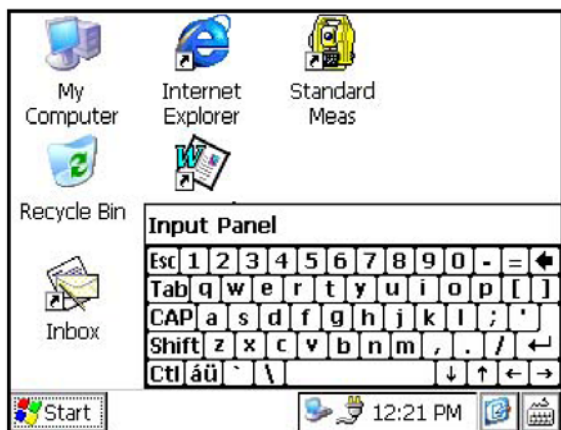 My
Computer
Internet
Explorer
Standard
Meas
Recycle Bin
Inbox
Input Panel
Esc 1 2 3 4 5 6 7 8 9 0 - =
Tab q w e r t y u i o p [ ]
CAP a s d f g h j k l ; '
Shift z x c v b n m , . /
Ctl áü ` \ ↓ ↑ ← →
Start
12:21 PM